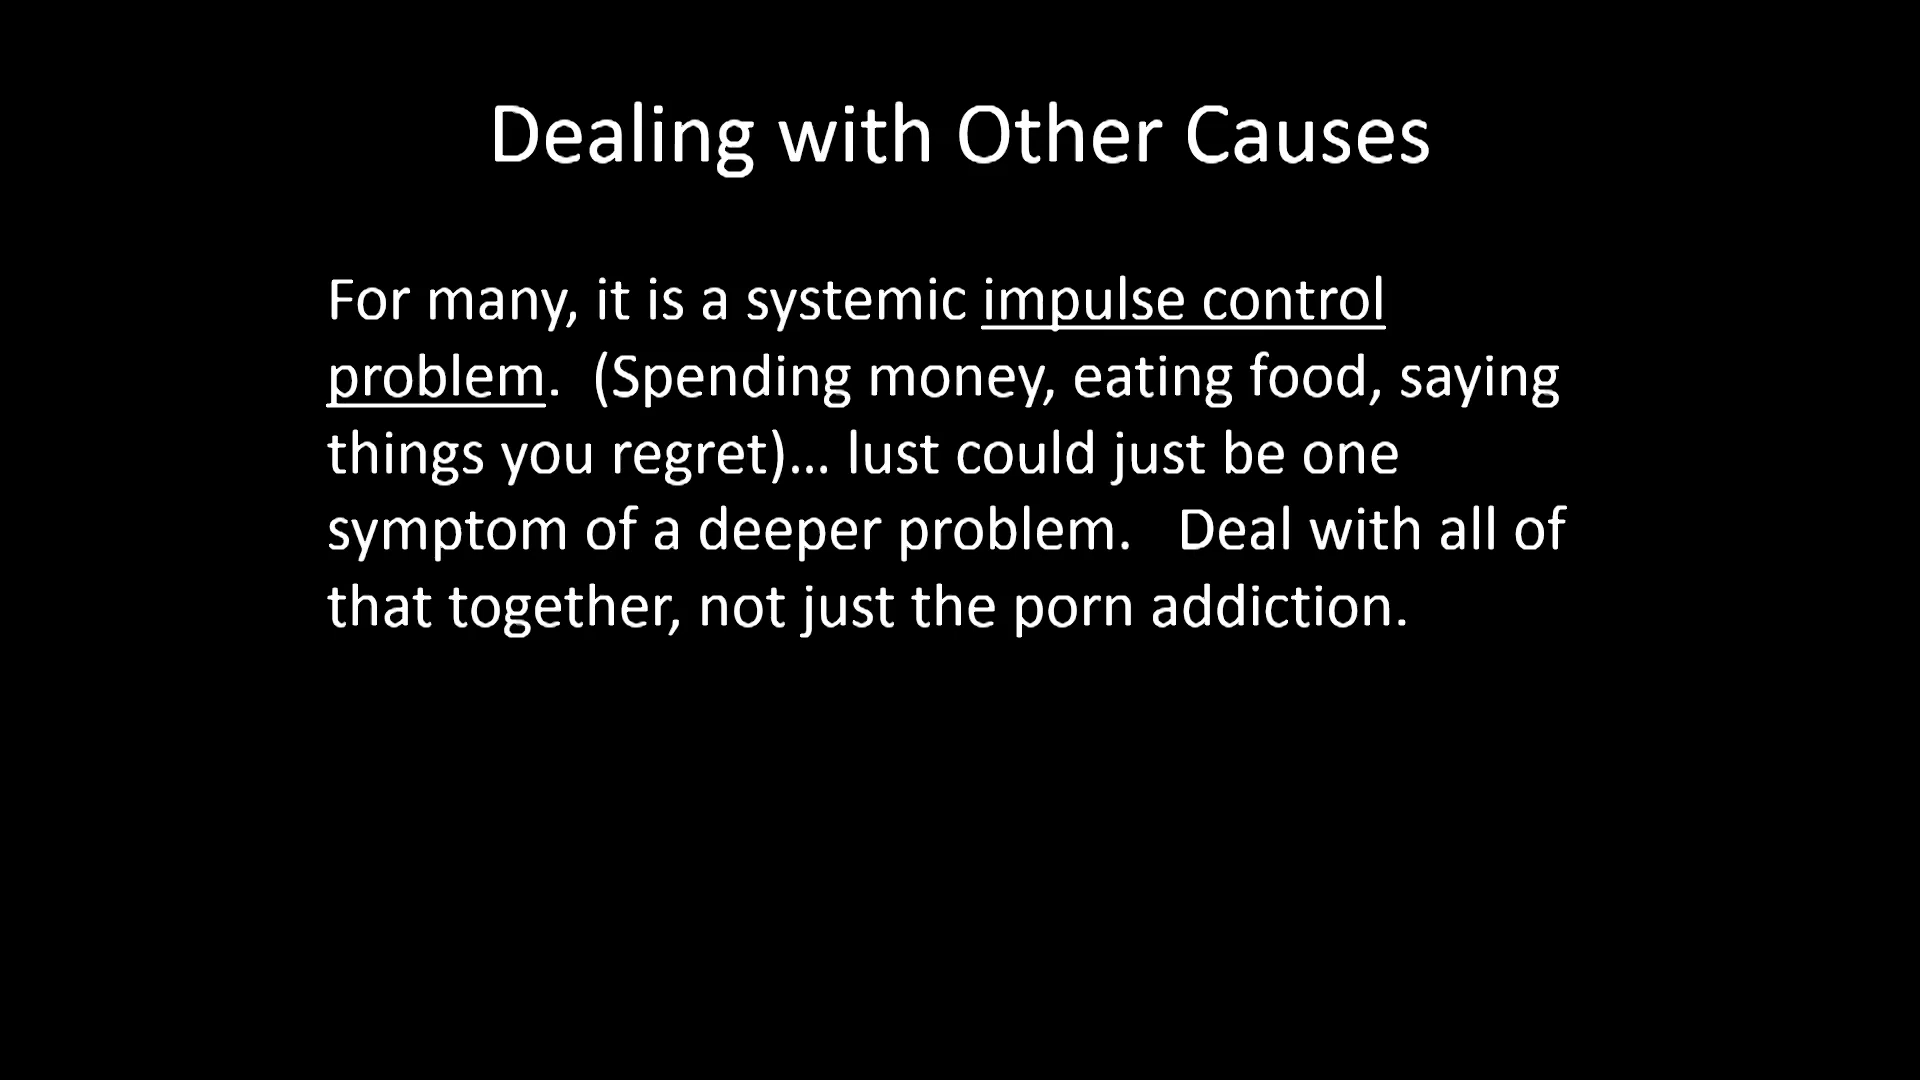 Dealing with Other Causes
For many, it is a systemic impulse control
problem.  (Spending money, eating food, saying
things you regret)... lust could just be one
symptom of a deeper problem.   Deal with all of
that together, not just the porn addiction.